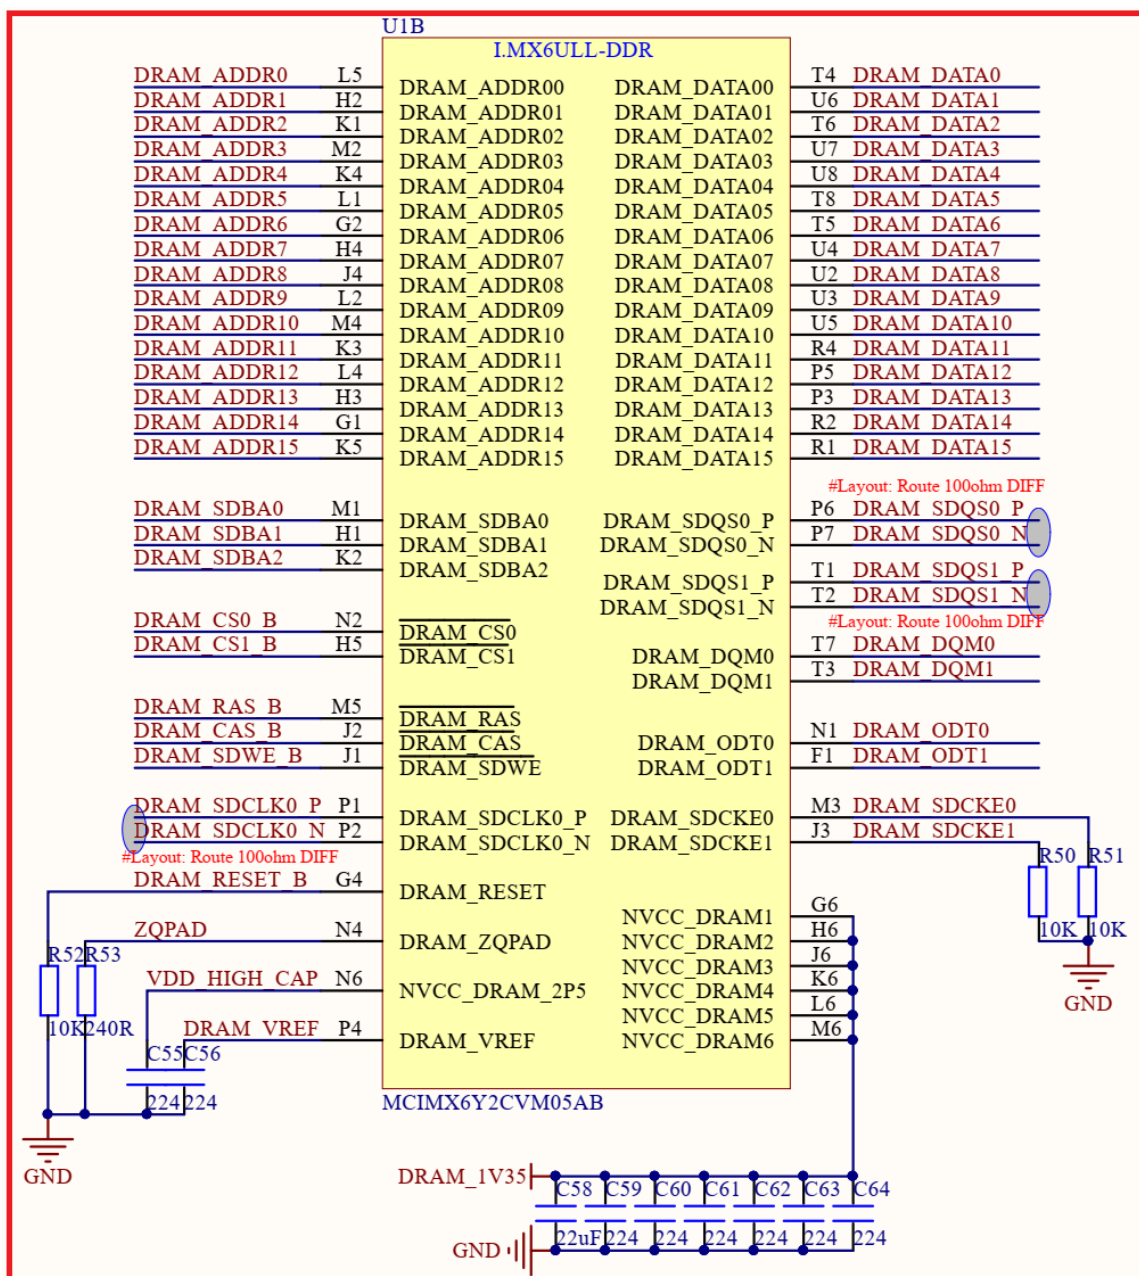 U1B
I.MX6ULL-DDR
DRAM_ADDR0 L5 DRAM_ADDR00 DRAM_DATA00 T4 DRAM_DATA0
DRAM_ADDR1 H2 DRAM_ADDR01 DRAM_DATA01 U6 DRAM_DATA1
DRAM_ADDR2 K1 DRAM_ADDR02 DRAM_DATA02 T6 DRAM_DATA2
DRAM_ADDR3 M2 DRAM_ADDR03 DRAM_DATA03 U7 DRAM_DATA3
DRAM_ADDR4 K4 DRAM_ADDR04 DRAM_DATA04 U8 DRAM_DATA4
DRAM_ADDR5 L1 DRAM_ADDR05 DRAM_DATA05 T8 DRAM_DATA5
DRAM_ADDR6 G2 DRAM_ADDR06 DRAM_DATA06 T5 DRAM_DATA6
DRAM_ADDR7 H4 DRAM_ADDR07 DRAM_DATA07 U4 DRAM_DATA7
DRAM_ADDR8 J4 DRAM_ADDR08 DRAM_DATA08 U2 DRAM_DATA8
DRAM_ADDR9 L2 DRAM_ADDR09 DRAM_DATA09 U3 DRAM_DATA9
DRAM_ADDR10 M4 DRAM_ADDR10 DRAM_DATA10 U5 DRAM_DATA10
DRAM_ADDR11 K3 DRAM_ADDR11 DRAM_DATA11 R4 DRAM_DATA11
DRAM_ADDR12 L4 DRAM_ADDR12 DRAM_DATA12 P5 DRAM_DATA12
DRAM_ADDR13 H3 DRAM_ADDR13 DRAM_DATA13 P3 DRAM_DATA13
DRAM_ADDR14 G1 DRAM_ADDR14 DRAM_DATA14 R2 DRAM_DATA14
DRAM_ADDR15 K5 DRAM_ADDR15 DRAM_DATA15 R1 DRAM_DATA15
#Layout: Route 100ohm DIFF
DRAM_SDBA0 M1 DRAM_SDBA0 DRAM_SDQS0_P P6 DRAM_SDQS0_P
DRAM_SDBA1 H1 DRAM_SDBA1 DRAM_SDQS0_N P7 DRAM_SDQS0_N
DRAM_SDBA2 K2 DRAM_SDBA2 DRAM_SDQS1_P T1 DRAM_SDQS1_P
DRAM_SDQS1_N T2 DRAM_SDQS1_N
#Layout: Route 100ohm DIFF
DRAM_CS0_B N2 DRAM_CS0
DRAM_CS1_B H5 DRAM_CS1 DRAM_DQM0 T7 DRAM_DQM0
DRAM_DQM1 T3 DRAM_DQM1
DRAM_RAS_B M5 DRAM_RAS
DRAM_CAS_B J2 DRAM_CAS DRAM_ODT0 N1 DRAM_ODT0
DRAM_SDWE_B J1 DRAM_SDWE DRAM_ODT1 F1 DRAM_ODT1
DRAM_SDCLK0_P P1 DRAM_SDCLK0_P DRAM_SDCKE0 M3 DRAM_SDCKE0
DRAM_SDCLK0_N P2 DRAM_SDCLK0_N DRAM_SDCKE1 J3 DRAM_SDCKE1
#Layout: Route 100ohm DIFF
R50 R51
10K 10K
GND
DRAM_RESET_B G4 DRAM_RESET
NVCC_DRAM1 G6
ZQPAD N4 DRAM_ZQPAD NVCC_DRAM2 H6
NVCC_DRAM3 J6
VDD_HIGH_CAP N6 NVCC_DRAM_2P5 NVCC_DRAM4 K6
NVCC_DRAM5 L6
DRAM_VREF P4 DRAM_VREF NVCC_DRAM6 M6
R52 R53
10K 240R
C55 C56
224 224
GND
MCIMX6Y2CVM05AB
DRAM_1V35
C58 C59 C60 C61 C62 C63 C64
22uF 224 224 224 224 224 224
GND